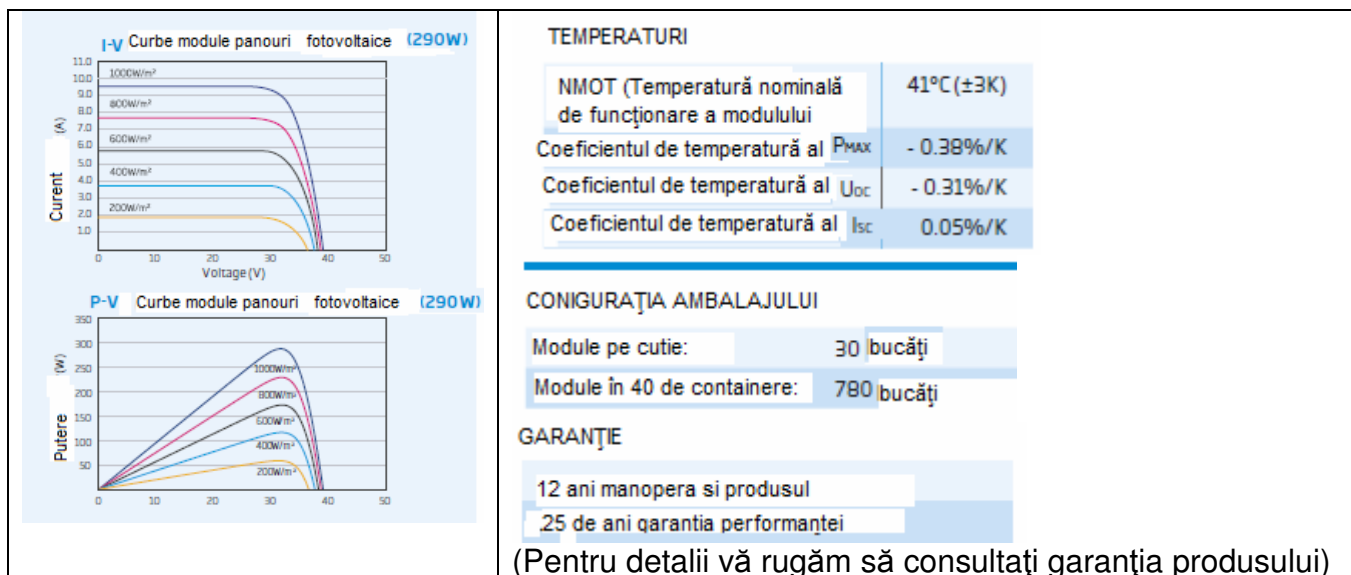 I-V Curbe module panouri fotovoltaice (290W)
11.0
10.0
9.0
8.0
7.0
6.0
5.0
4.0
3.0
2.0
1.0
1000W/m²
800W/m²
600W/m²
400W/m²
200W/m²
Curent (A)
0 10 20 30 40 50
Voltage (V)
P-V Curbe module panouri fotovoltaice (290W)
350
300
250
200
150
100
50
1000W/m²
800W/m²
600W/m²
400W/m²
200W/m²
Putere (W)
0 10 20 30 40 50
TEMPERATURI
NMOT (Temperatură nominală
de funcţionare a modulului
41°C (±3K)
Coeficientul de temperatură al PMAX - 0.38%/K
Coeficientul de temperatură al UOC - 0.31%/K
Coeficientul de temperatură al ISC 0.05%/K
CONIGURAŢIA AMBALAJULUI
Module pe cutie: 30 bucăţi
Module în 40 de containere: 780 bucăţi
GARANŢIE
12 ani manopera si produsul
.25 de ani garantia performanţei
(Pentru detalii vă rugăm să consultaţi garanţia produsului)